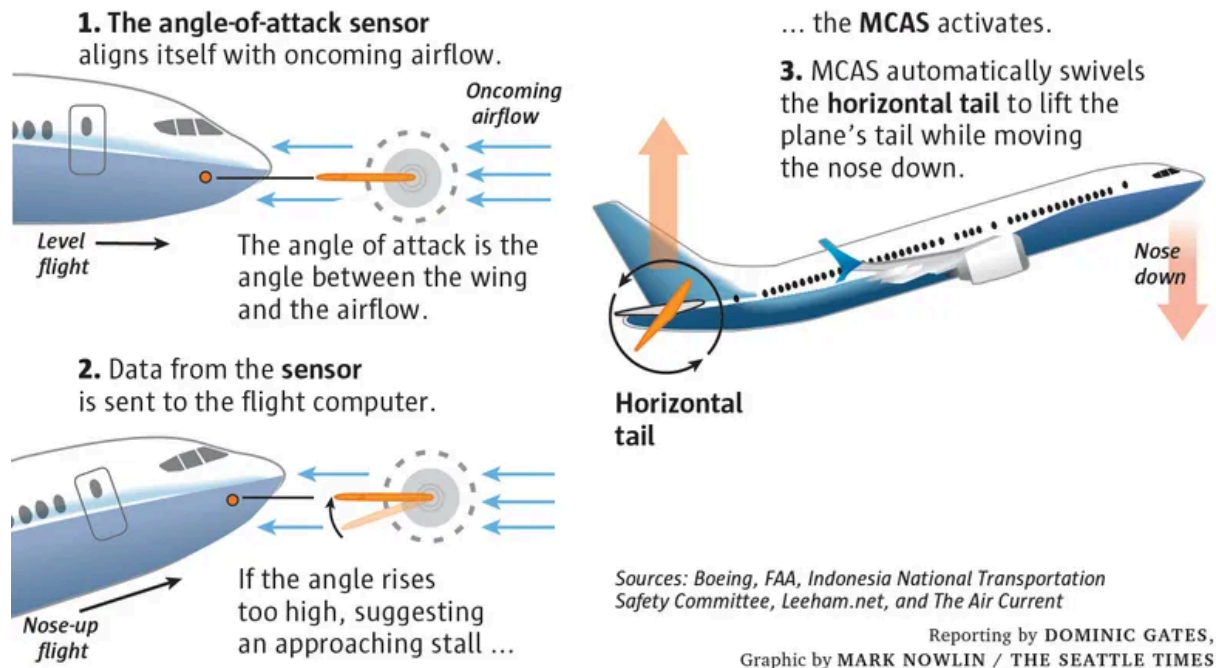 1. The angle-of-attack sensor
aligns itself with oncoming airflow.
Oncoming
airflow
Level
flight
The angle of attack is the
angle between the wing
and the airflow.
2. Data from the sensor
is sent to the flight computer.
Nose-up
flight
If the angle rises
too high, suggesting
an approaching stall ...
... the MCAS activates.
3. MCAS automatically swivels
the horizontal tail to lift the
plane’s tail while moving
the nose down.
Nose
down
Horizontal
tail
Sources: Boeing, FAA, Indonesia National Transportation
Safety Committee, Leeham.net, and The Air Current
Reporting by DOMINIC GATES,
Graphic by MARK NOWLIN / THE SEATTLE TIMES